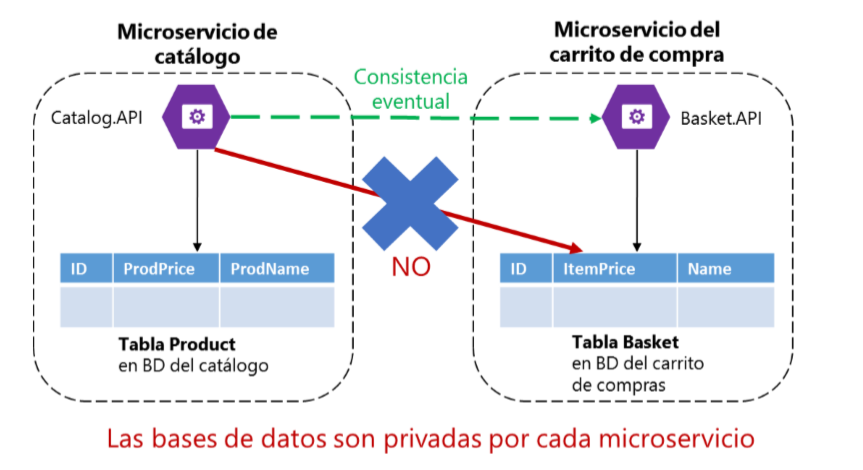 Microservicio de
catálogo
Microservicio del
carrito de compra
Consistencia
eventual
Catalog.API
Basket.API
NO
ID ProdPrice ProdName
ID ItemPrice Name
Tabla Product
en BD del catálogo
Tabla Basket
en BD del carrito
de compras
Las bases de datos son privadas por cada microservicio